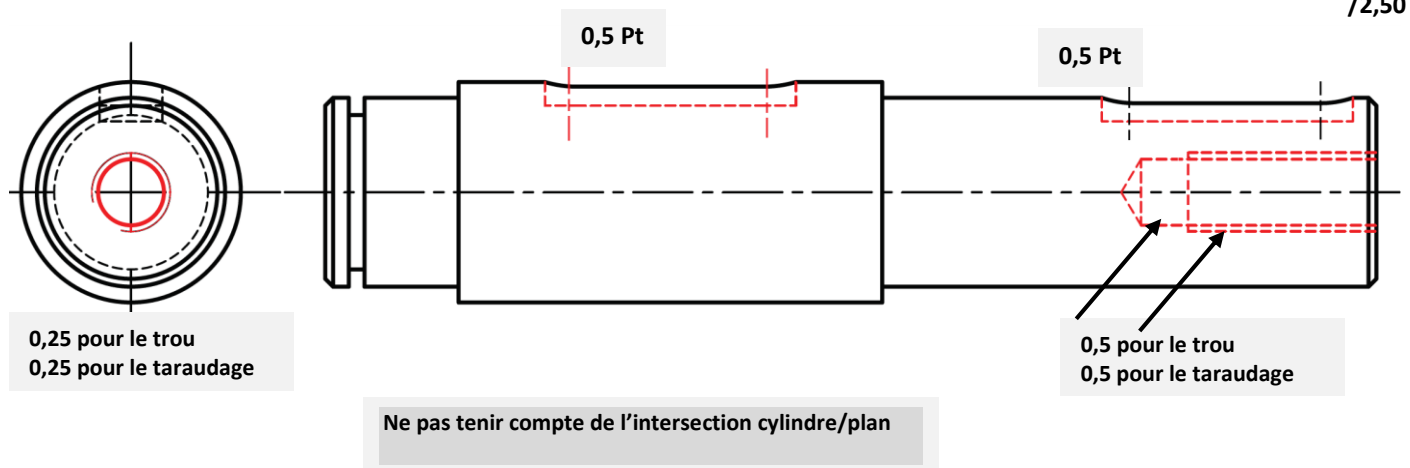 /2,50
0,5 Pt
0,5 Pt
0,25 pour le trou
0,25 pour le taraudage
0,5 pour le trou
0,5 pour le taraudage
Ne pas tenir compte de l’intersection cylindre/plan